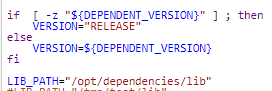 if [ -z "${DEPENDENT_VERSION}" ] ; then
VERSION="RELEASE"
else
VERSION=${DEPENDENT_VERSION}
fi
LIB_PATH="/opt/dependencies/lib"